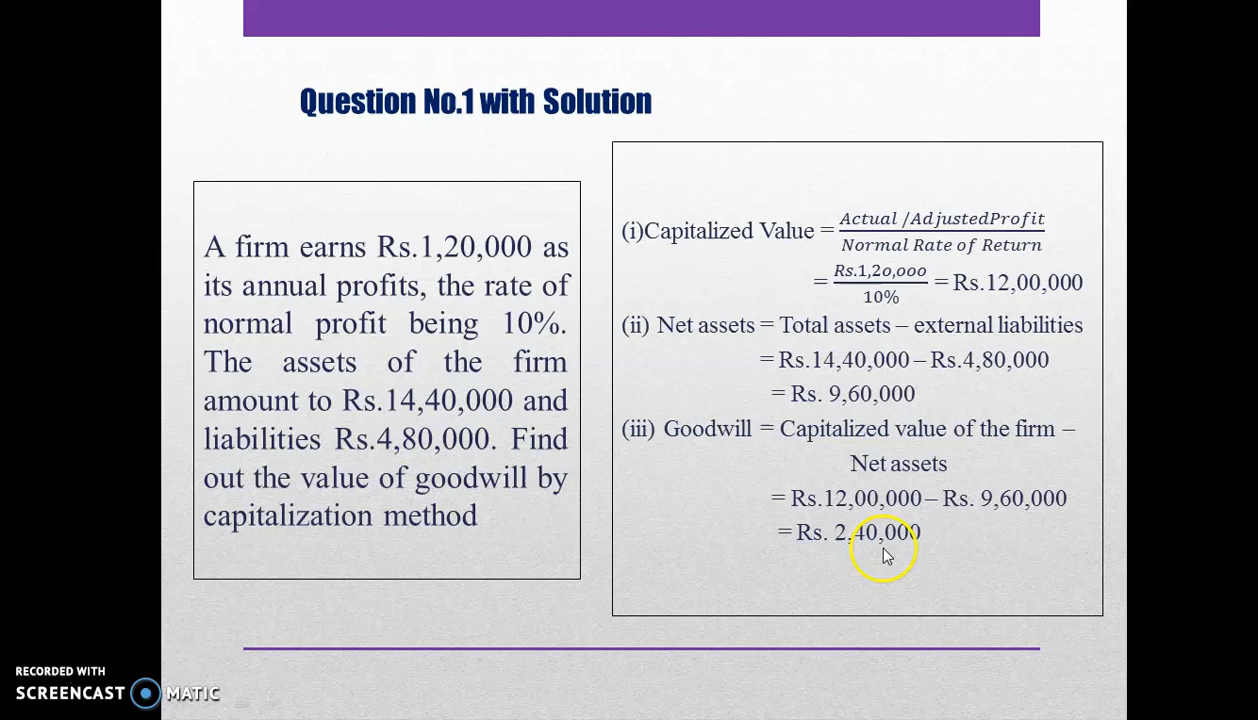 Question No.1 with Solution
A firm earns Rs.1,20,000 as
its annual profits, the rate of
normal profit being 10%.
The assets of the firm
amount to Rs.14,40,000 and
liabilities Rs.4,80,000. Find
out the value of goodwill by
capitalization method
(i)Capitalized Value = Actual /AdjustedProfit / Normal Rate of Return
= Rs.1,20,000 / 10% = Rs.12,00,000
(ii) Net assets = Total assets – external liabilities
= Rs.14,40,000 – Rs.4,80,000
= Rs. 9,60,000
(iii) Goodwill = Capitalized value of the firm –
Net assets
= Rs.12,00,000 – Rs. 9,60,000
= Rs. 2,40,000
RECORDED WITH
SCREENCAST MATIC